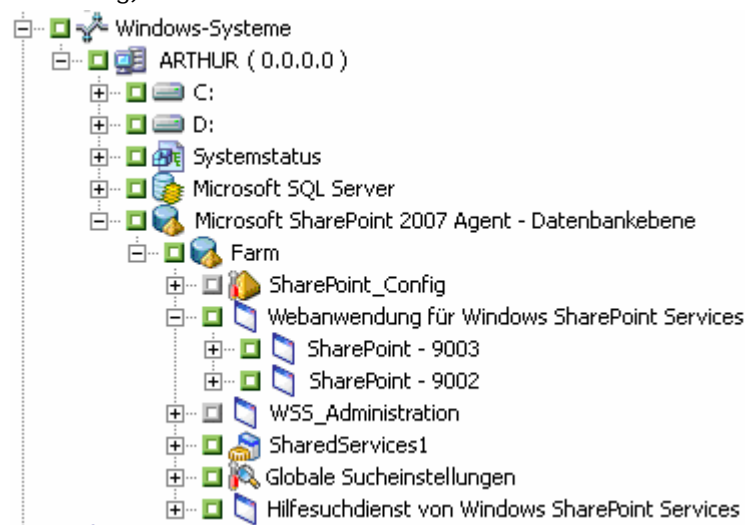 Windows-Systeme
ARTHUR ( 0.0.0.0 )
C:
D:
Systemstatus
Microsoft SQL Server
Microsoft SharePoint 2007 Agent - Datenbankebene
Farm
SharePoint_Config
Webanwendung für Windows SharePoint Services
SharePoint - 9003
SharePoint - 9002
WSS_Administration
SharedServices1
Globale Sucheinstellungen
Hilfesuchdienst von Windows SharePoint Services